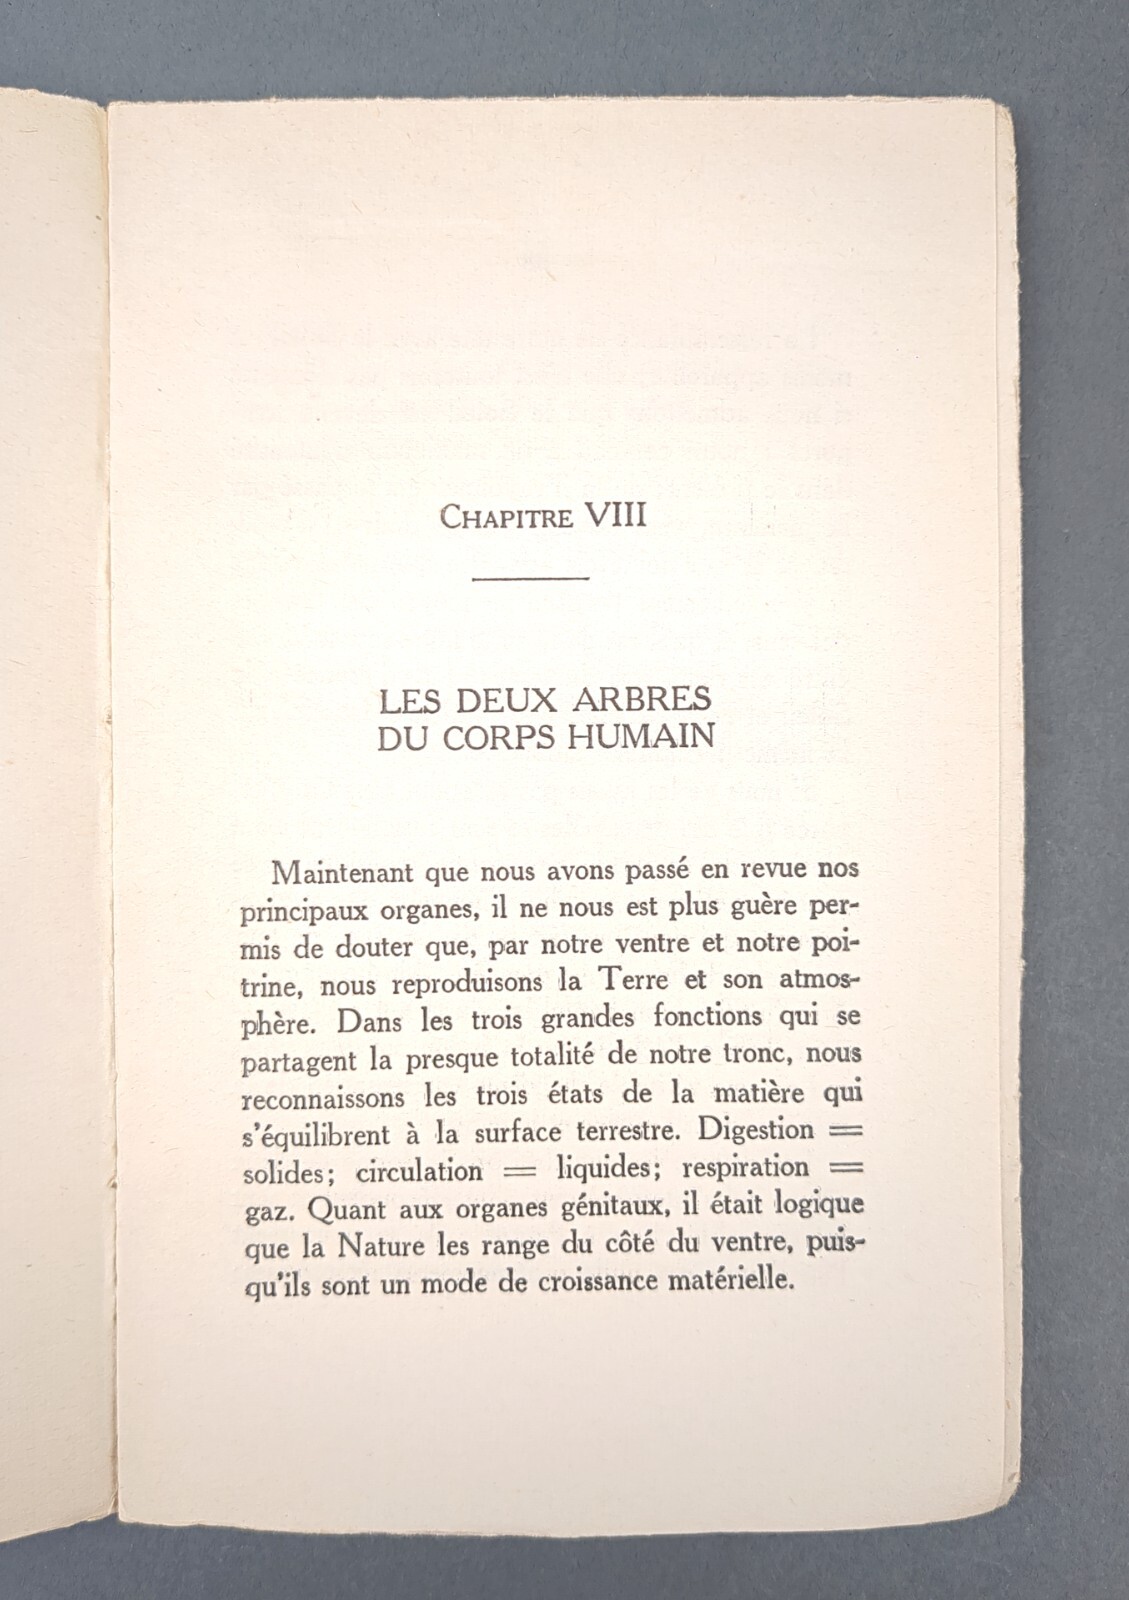 CHAPITRE VIII
LES DEUX ARBRES
DU CORPS HUMAIN
Maintenant que nous avons passé en revue nos
principaux organes, il ne nous est plus guère per-
mis de douter que, par notre ventre et notre poi-
trine, nous reproduisons la Terre et son atmos-
phère. Dans les trois grandes fonctions qui se
partagent la presque totalité de notre tronc, nous
reconnaissons les trois états de la matière qui
s'équilibrent à la surface terrestre. Digestion =
solides; circulation = liquides; respiration =
gaz. Quant aux organes génitaux, il était logique
que la Nature les range du côté du ventre, puis-
qu'ils sont un mode de croissance matérielle.